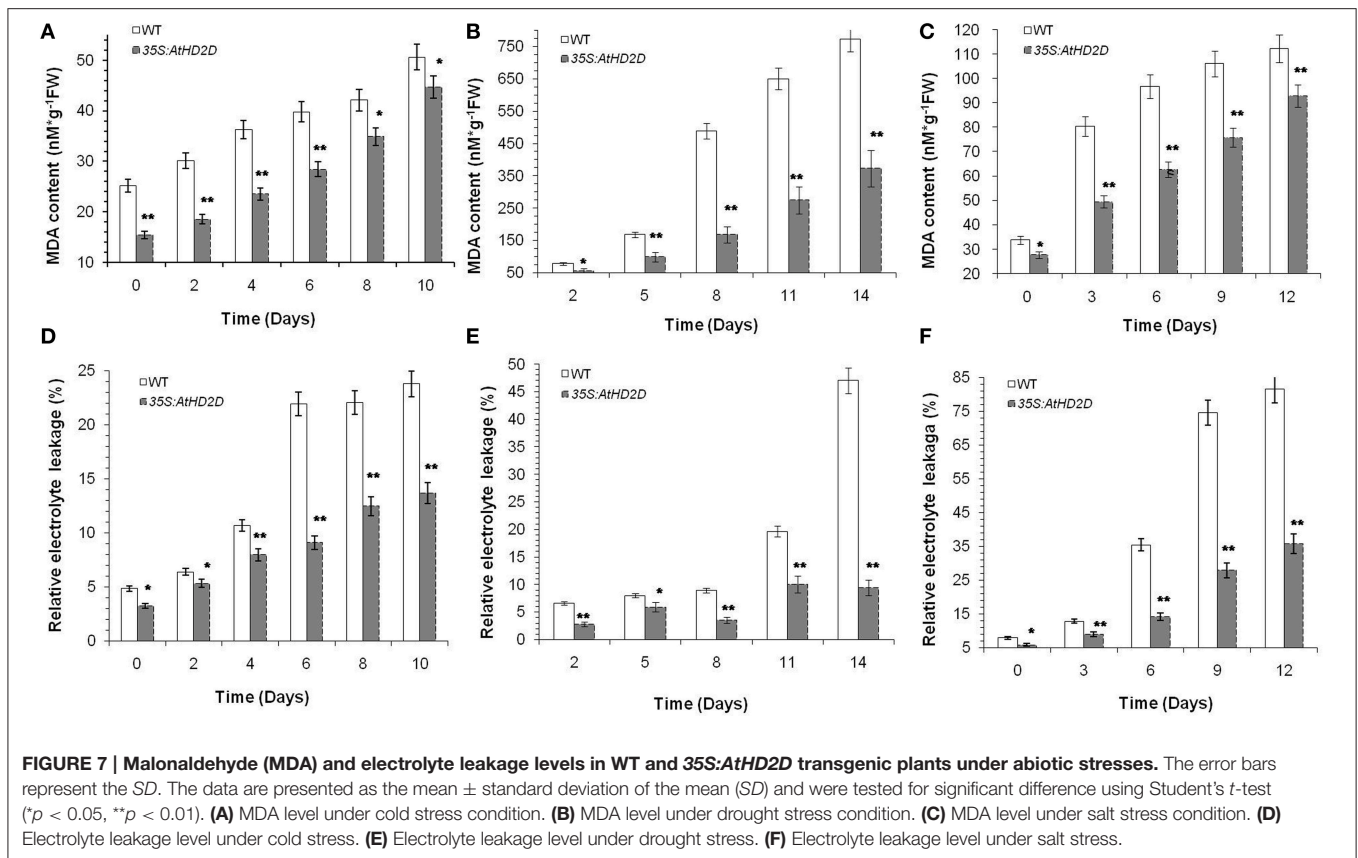 A
WT
35S:AtHD2D
MDA content (nM*g-1FW)
50
40
30
20
10
** ** ** ** * *
0 2 4 6 8 10
Time (Days)
B
WT
35S:AtHD2D
MDA content (nM*g-1FW)
750
650
550
450
350
250
150
50
* ** ** ** **
2 5 8 11 14
Time (Days)
C
WT
35S:AtHD2D
MDA content (nM*g-1FW)
120
110
100
90
80
70
60
50
40
30
20
* ** ** ** **
0 3 6 9 12
Time (Days)
D
WT
35S:AtHD2D
Relative electrolyte leakage (%)
25
20
15
10
5
0
* * ** ** ** **
0 2 4 6 8 10
Time (Days)
E
WT
35S:AtHD2D
Relative electrolyte leakage (%)
50
45
40
35
30
25
20
15
10
5
0
** * ** ** **
2 5 8 11 14
Time (Days)
F
WT
35S:AtHD2D
Relative electrolyte leakaga (%)
85
75
65
55
45
35
25
15
5
* ** ** ** **
0 3 6 9 12
Time (Days)
FIGURE 7 | Malonaldehyde (MDA) and electrolyte leakage levels in WT and 35S:AtHD2D transgenic plants under abiotic stresses. The error bars
represent the SD. The data are presented as the mean ± standard deviation of the mean (SD) and were tested for significant difference using Student's t-test
(*p < 0.05, **p < 0.01). (A) MDA level under cold stress condition. (B) MDA level under drought stress condition. (C) MDA level under salt stress condition. (D)
Electrolyte leakage level under cold stress. (E) Electrolyte leakage level under drought stress. (F) Electrolyte leakage level under salt stress.